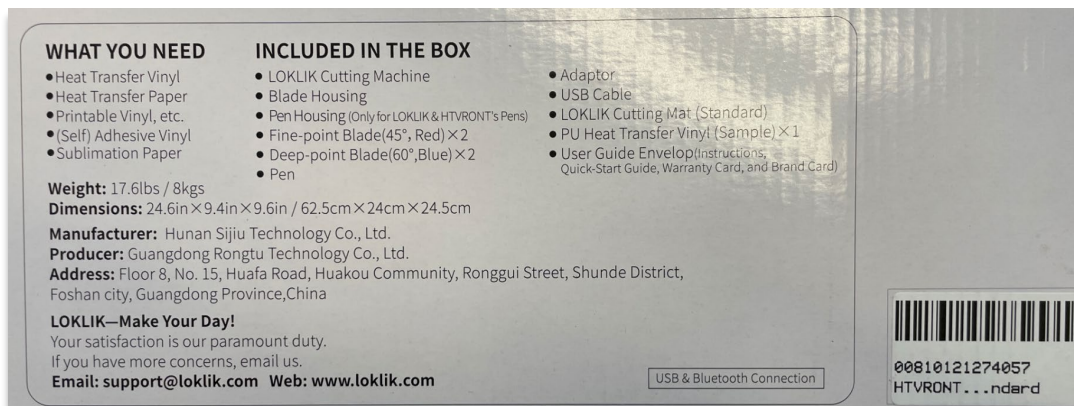 WHAT YOU NEED
●Heat Transfer Vinyl
●Heat Transfer Paper
●Printable Vinyl, etc.
●(Self) Adhesive Vinyl
●Sublimation Paper
INCLUDED IN THE BOX
● LOKLIK Cutting Machine
● Blade Housing
● Pen Housing (Only for LOKLIK & HTVRONT's Pens)
● Fine-point Blade(45°, Red)×2
● Deep-point Blade(60°,Blue)×2
● Pen
● Adaptor
● USB Cable
● LOKLIK Cutting Mat (Standard)
● PU Heat Transfer Vinyl (Sample)×1
● User Guide Envelop(Instructions,
Quick-Start Guide, Warranty Card, and Brand Card)
Weight: 17.6lbs / 8kgs
Dimensions: 24.6in×9.4in×9.6in / 62.5cm×24cm×24.5cm
Manufacturer: Hunan Sijiu Technology Co., Ltd.
Producer: Guangdong Rongtu Technology Co., Ltd.
Address: Floor 8, No. 15, Huafa Road, Huakou Community, Ronggui Street, Shunde District,
Foshan city, Guangdong Province,China
LOKLIK—Make Your Day!
Your satisfaction is our paramount duty.
If you have more concerns, email us.
Email: support@loklik.com Web: www.loklik.com
USB & Bluetooth Connection
00810121274057
HTVRONT...ndard